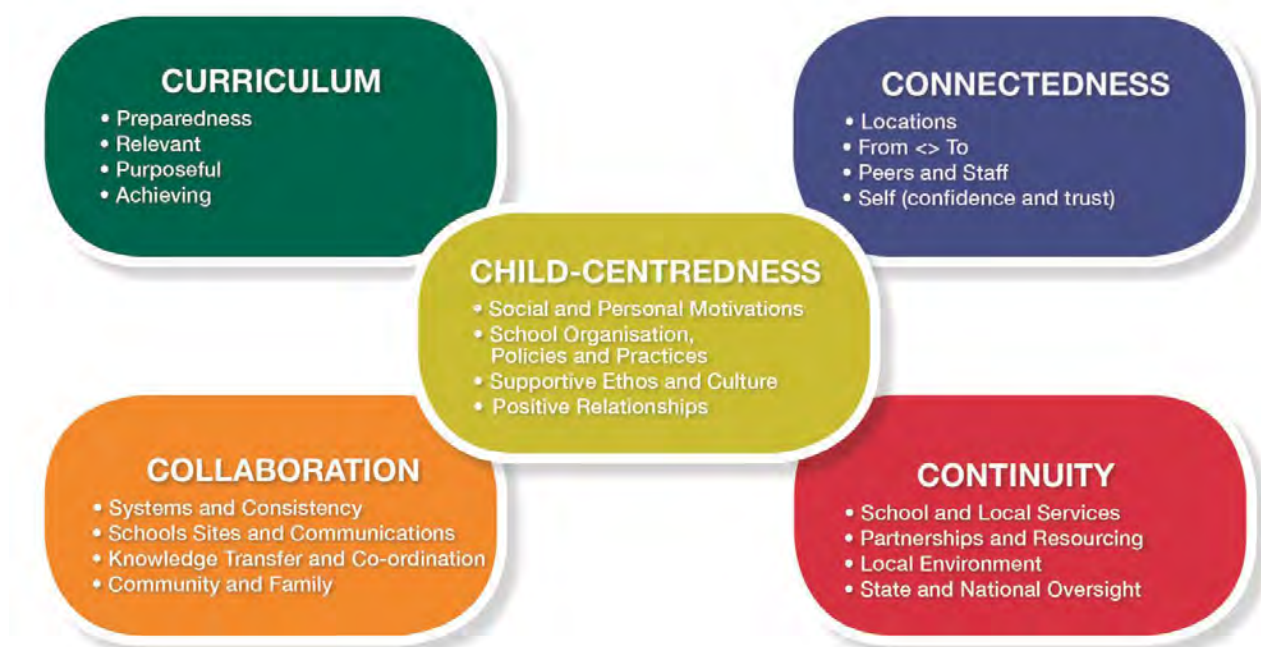 CURRICULUM
• Preparedness
• Relevant
• Purposeful
• Achieving
CONNECTEDNESS
• Locations
• From <> To
• Peers and Staff
• Self (confidence and trust)
CHILD-CENTREDNESS
• Social and Personal Motivations
• School Organisation,
Policies and Practices
• Supportive Ethos and Culture
• Positive Relationships
COLLABORATION
• Systems and Consistency
• Schools Sites and Communications
• Knowledge Transfer and Co-ordination
• Community and Family
CONTINUITY
• School and Local Services
• Partnerships and Resourcing
• Local Environment
• State and National Oversight